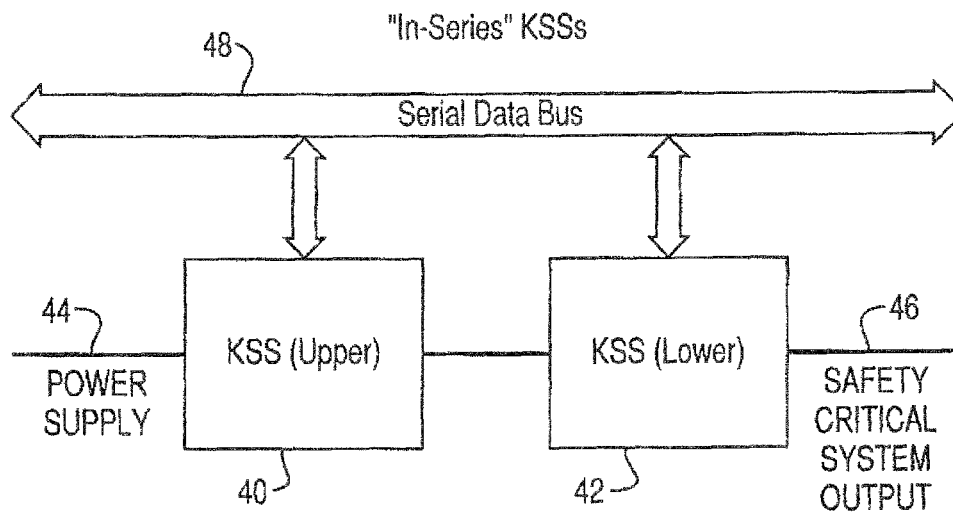 "In-Series" KSSs
48
Serial Data Bus
44
POWER
SUPPLY
KSS (Upper)
KSS (Lower)
46
SAFETY
CRITICAL
SYSTEM
OUTPUT
40
42